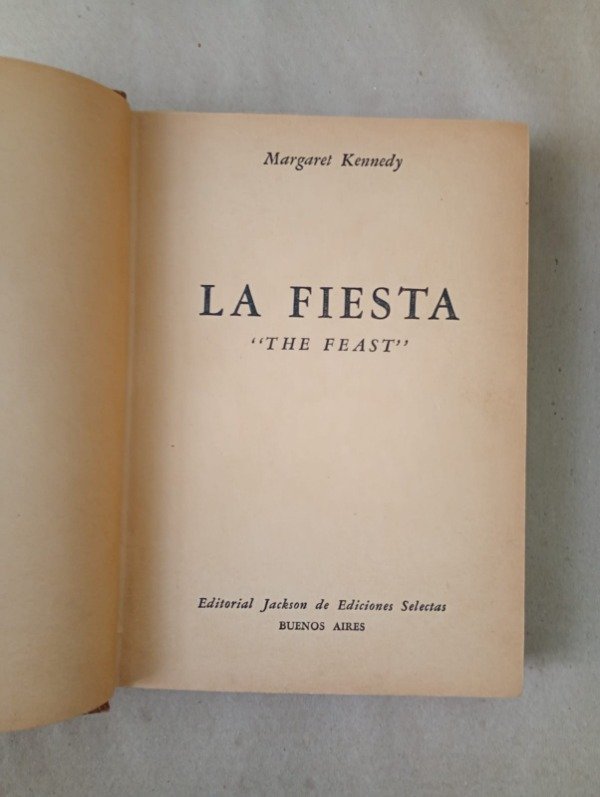 Margaret Kennedy
LA FIESTA
“THE FEAST”
Editorial Jackson de Ediciones Selectas
BUENOS AIRES